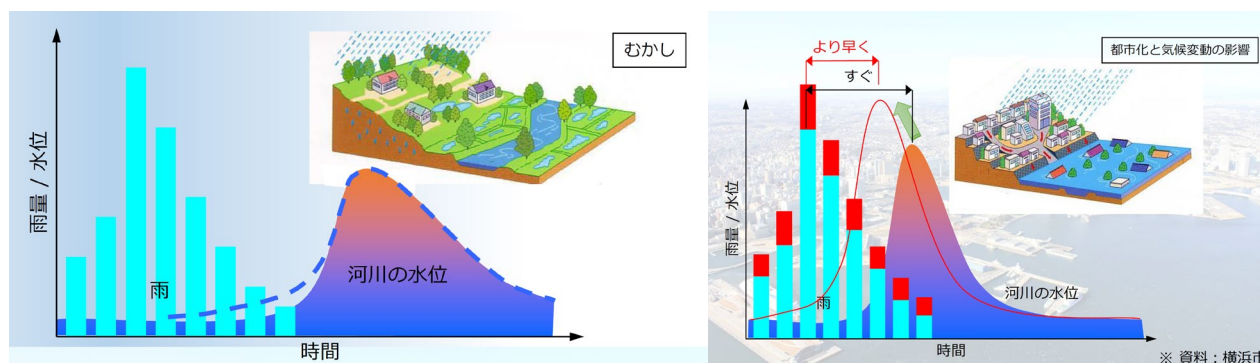 むかし
雨量 / 水位
雨
河川の水位
時間
都市化と気候変動の影響
より早く
すぐ
雨量 / 水位
雨
河川の水位
時間
※ 資料：横浜市